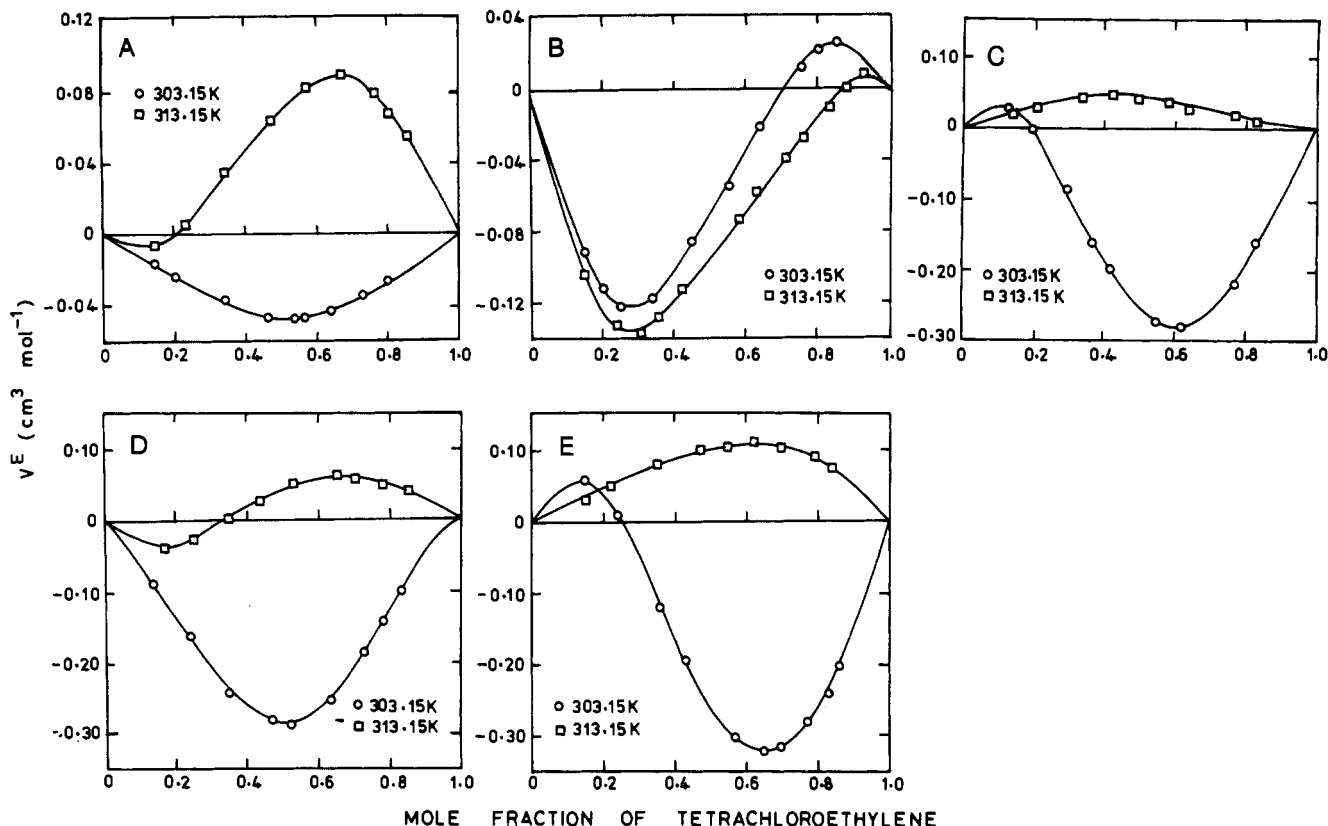 A
0.12
0.08
0.04
0
-0.04
○ 303.15K
□ 313.15K
0 0.2 0.4 0.6 0.8 1.0
B
0.04
0
-0.04
-0.08
-0.12
○ 303.15K
□ 313.15K
0 0.2 0.4 0.6 0.8 1.0
C
0.10
0
-0.10
-0.20
-0.30
○ 303.15K
□ 313.15K
0 0.2 0.4 0.6 0.8 1.0
V^E (cm³ mol⁻¹)
D
0.10
0
-0.10
-0.20
-0.30
○ 303.15K
□ 313.15K
0 0.2 0.4 0.6 0.8 1.0
E
0.10
0
-0.10
-0.20
-0.30
○ 303.15K
□ 313.15K
0 0.2 0.4 0.6 0.8 1.0
MOLE FRACTION OF TETRACHLOROETHYLENE